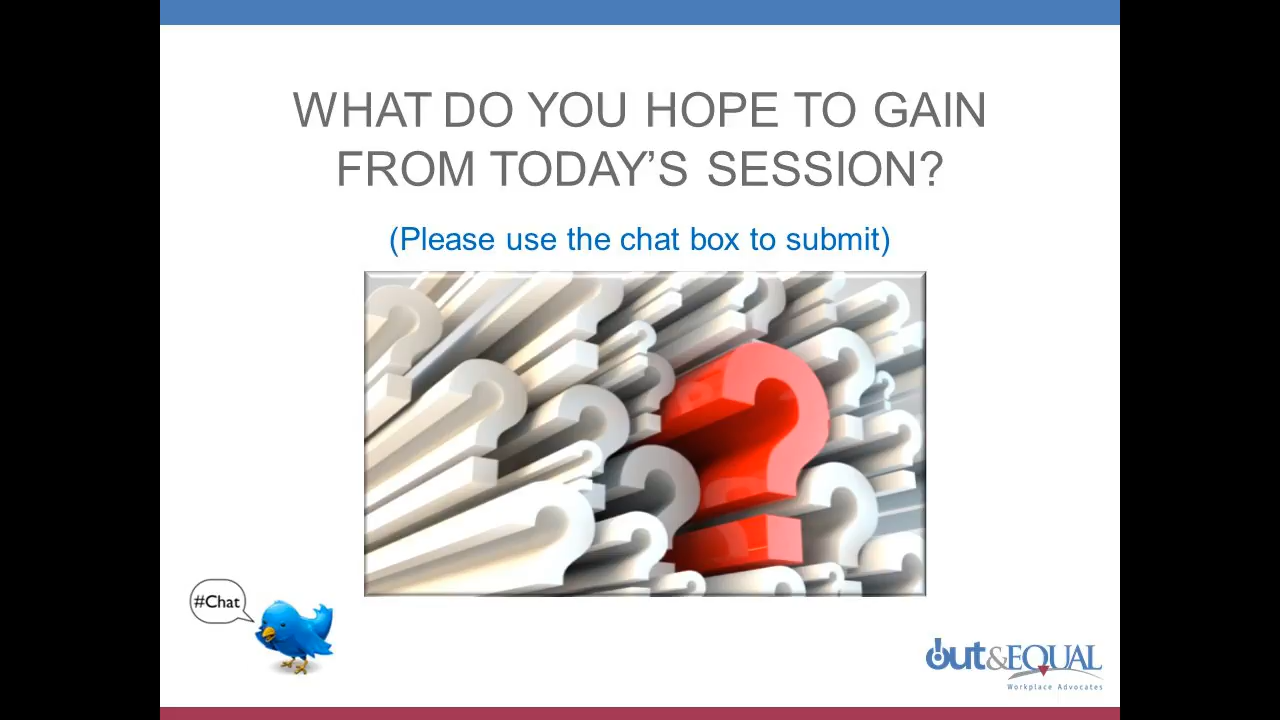 WHAT DO YOU HOPE TO GAIN
FROM TODAY’S SESSION?
(Please use the chat box to submit)
#Chat
Out&EQUAL
Workplace Advocates